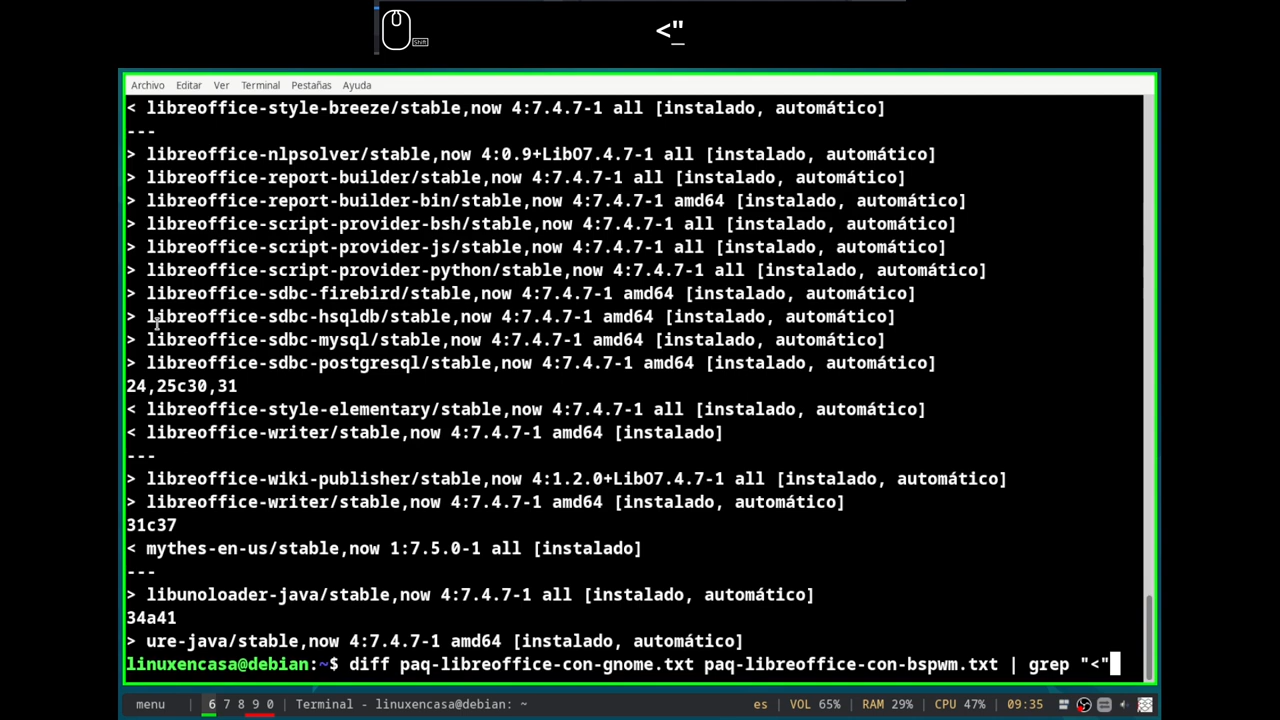 Shift
<"
Archivo Editar Ver Terminal Pestañas Ayuda
< libreoffice-style-breeze/stable,now 4:7.4.7-1 all [instalado, automático]
---
> libreoffice-nlpsolver/stable,now 4:0.9+LibO7.4.7-1 all [instalado, automático]
> libreoffice-report-builder/stable,now 4:7.4.7-1 all [instalado, automático]
> libreoffice-report-builder-bin/stable,now 4:7.4.7-1 amd64 [instalado, automático]
> libreoffice-script-provider-bsh/stable,now 4:7.4.7-1 all [instalado, automático]
> libreoffice-script-provider-js/stable,now 4:7.4.7-1 all [instalado, automático]
> libreoffice-script-provider-python/stable,now 4:7.4.7-1 all [instalado, automático]
> libreoffice-sdbc-firebird/stable,now 4:7.4.7-1 amd64 [instalado, automático]
> libreoffice-sdbc-hsqldb/stable,now 4:7.4.7-1 amd64 [instalado, automático]
> libreoffice-sdbc-mysql/stable,now 4:7.4.7-1 amd64 [instalado, automático]
> libreoffice-sdbc-postgresql/stable,now 4:7.4.7-1 amd64 [instalado, automático]
24,25c30,31
< libreoffice-style-elementary/stable,now 4:7.4.7-1 all [instalado, automático]
< libreoffice-writer/stable,now 4:7.4.7-1 amd64 [instalado]
---
> libreoffice-wiki-publisher/stable,now 4:1.2.0+LibO7.4.7-1 all [instalado, automático]
> libreoffice-writer/stable,now 4:7.4.7-1 amd64 [instalado, automático]
31c37
< mythes-en-us/stable,now 1:7.5.0-1 all [instalado]
---
> libunoloader-java/stable,now 4:7.4.7-1 all [instalado, automático]
34a41
> ure-java/stable,now 4:7.4.7-1 amd64 [instalado, automático]
linuxencasa@debian:~$ diff paq-libreoffice-con-gnome.txt paq-libreoffice-con-bspwm.txt | grep "<"
menu 6 7 8 9 0 Terminal - linuxencasa@debian: ~ es VOL 65% RAM 29% CPU 47% 09:35